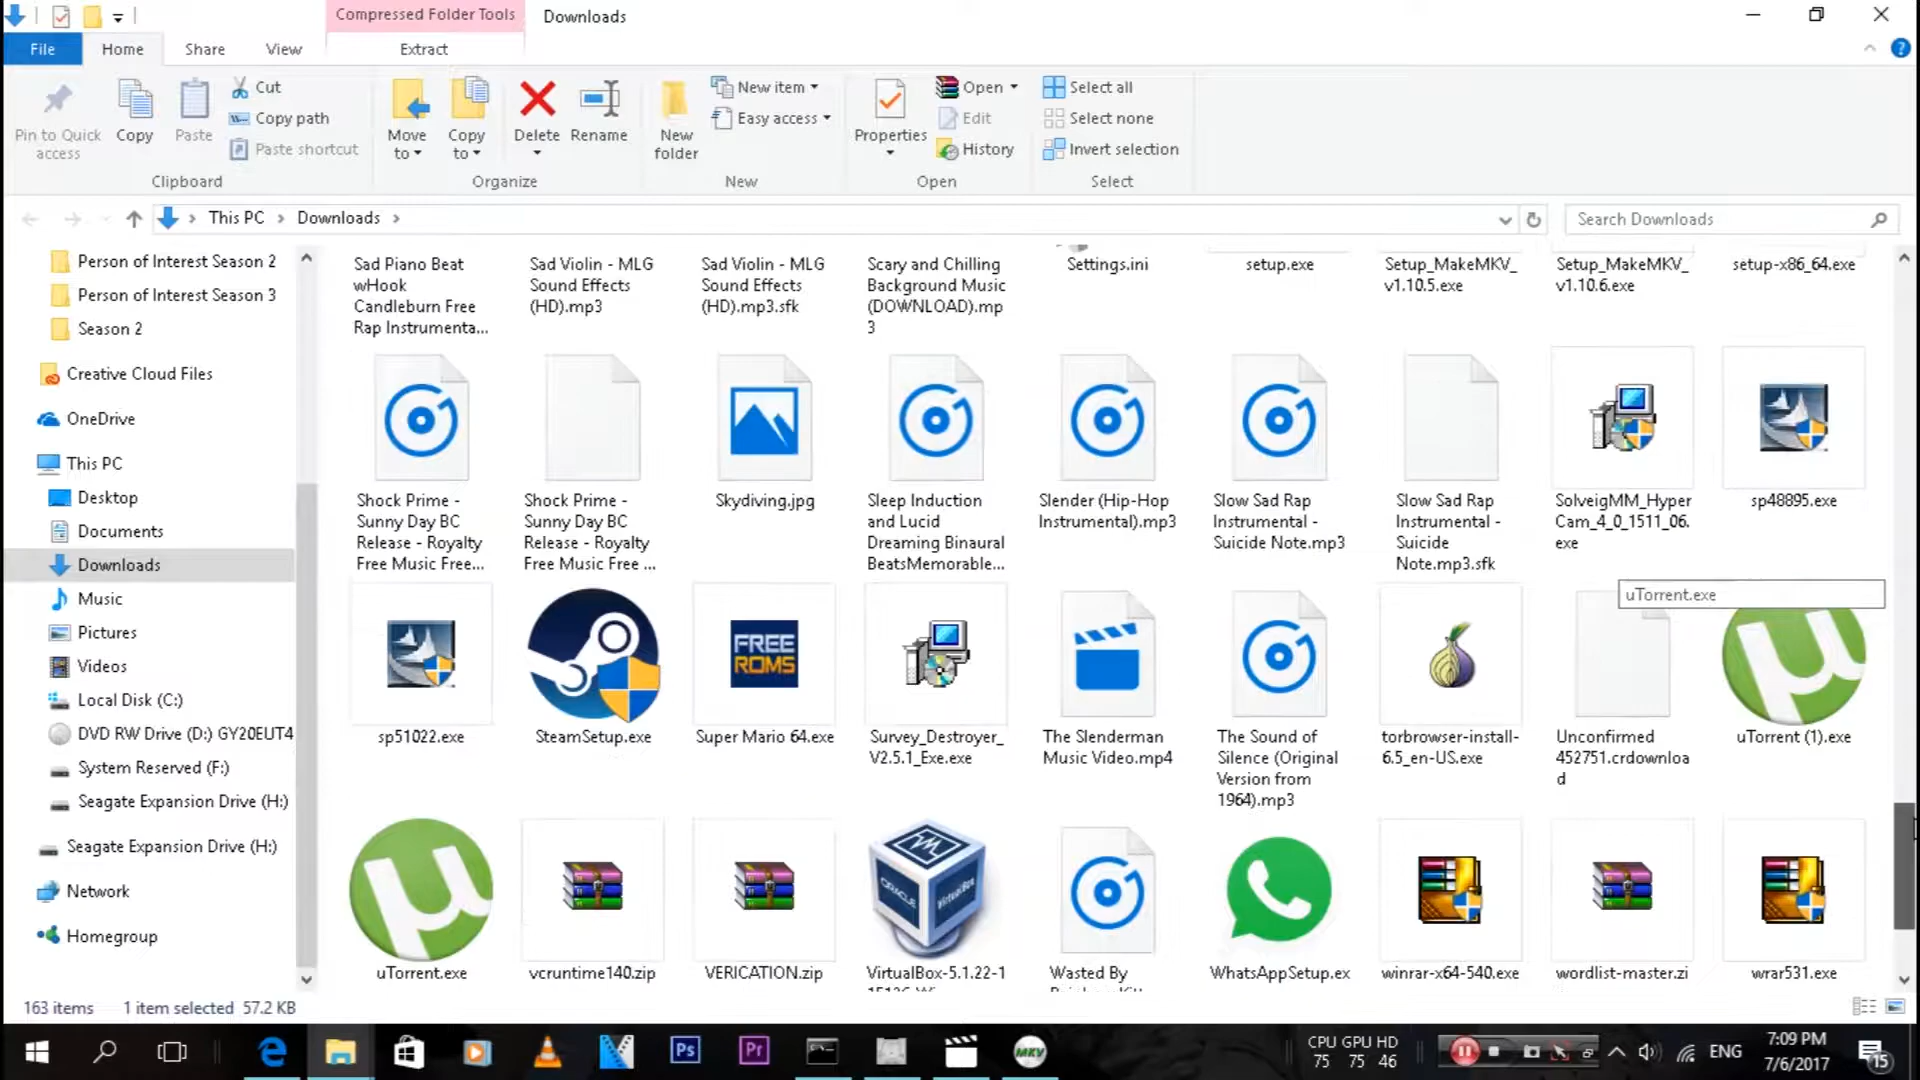 Compressed Folder Tools
Downloads
File
Home
Share
View
Extract
Pin to Quick access
Copy
Paste
Cut
Copy path
Paste shortcut
Move to
Copy to
Delete
Rename
New folder
New item
Easy access
Properties
Open
Edit
History
Select all
Select none
Invert selection
Clipboard
Organize
New
Open
Select
This PC
Downloads
Search Downloads
Person of Interest Season 2
Person of Interest Season 3
Season 2
Creative Cloud Files
OneDrive
This PC
Desktop
Documents
Downloads
Music
Pictures
Videos
Local Disk (C:)
DVD RW Drive (D:) GY20EUT4
System Reserved (F:)
Seagate Expansion Drive (H:)
Seagate Expansion Drive (H:)
Network
Homegroup
Sad Piano Beat
wHook
Candleburn Free
Rap Instrumenta...
Sad Violin - MLG
Sound Effects
(HD).mp3
Sad Violin - MLG
Sound Effects
(HD).mp3.sfk
Scary and Chilling
Background Music
(DOWNLOAD).mp
3
Settings.ini
setup.exe
Setup_MakeMKV_
v1.10.5.exe
Setup_MakeMKV_
v1.10.6.exe
setup-x86_64.exe
Shock Prime -
Sunny Day BC
Release - Royalty
Free Music Free...
Shock Prime -
Sunny Day BC
Release - Royalty
Free Music Free ...
Skydiving.jpg
Sleep Induction
and Lucid
Dreaming Binaural
BeatsMemorable...
Slender (Hip-Hop
Instrumental).mp3
Slow Sad Rap
Instrumental -
Suicide Note.mp3
Slow Sad Rap
Instrumental -
Suicide
Note.mp3.sfk
SolveigMM_Hyper
Cam_4_0_1511_06.
exe
sp48895.exe
uTorrent.exe
sp51022.exe
SteamSetup.exe
FREE
ROMS
Super Mario 64.exe
Survey_Destroyer_
V2.5.1_Exe.exe
The Slenderman
Music Video.mp4
The Sound of
Silence (Original
Version from
1964).mp3
torbrowser-install-
6.5_en-US.exe
Unconfirmed
452751.crdownloa
d
uTorrent (1).exe
uTorrent.exe
vcruntime140.zip
VERICATION.zip
ORACLE
VirtualBox
VirtualBox-5.1.22-1
Wasted By
WhatsAppSetup.ex
winrar-x64-540.exe
wordlist-master.zi
wrar531.exe
163 items
1 item selected 57.2 KB
Ps
Pr
MKV
CPU GPU HD
75 75 46
ENG
7:09 PM
7/6/2017
15